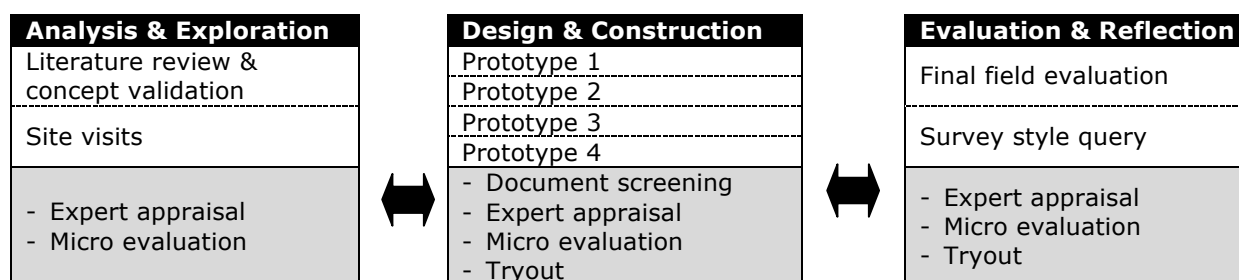 Analysis & Exploration
Literature review &
concept validation
Site visits
- Expert appraisal
- Micro evaluation
Design & Construction
Prototype 1
Prototype 2
Prototype 3
Prototype 4
- Document screening
- Expert appraisal
- Micro evaluation
- Tryout
Evaluation & Reflection
Final field evaluation
Survey style query
- Expert appraisal
- Micro evaluation
- Tryout